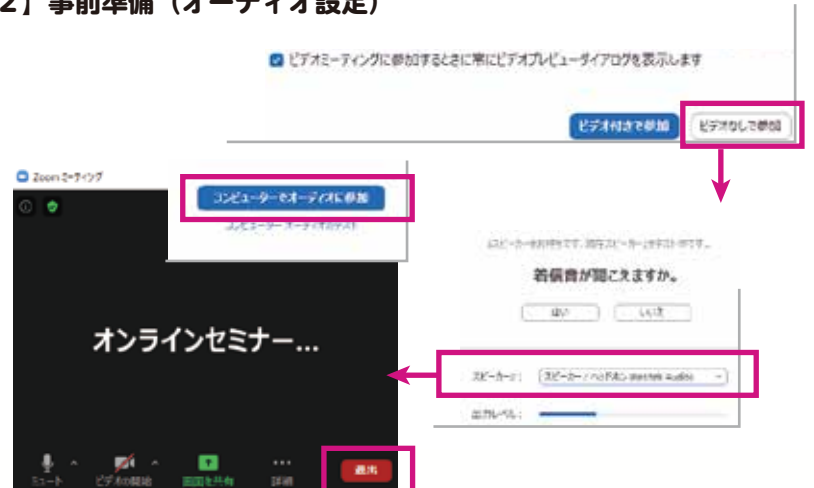 2】事前準備（オーディオ設定）
ビデオミーティングに参加するときに常にビデオプレビューダイアログを表示します
ビデオ付きで参加
ビデオなしで参加
Zoom ミーティング
コンピューターでオーディオに参加
コンピューター オーディオのテスト
着信音が聞こえますか。
はい
いいえ
オンラインセミナー...
スピーカー：
出力レベル：
ミュート
ビデオの開始
画面を共有
詳細
退出